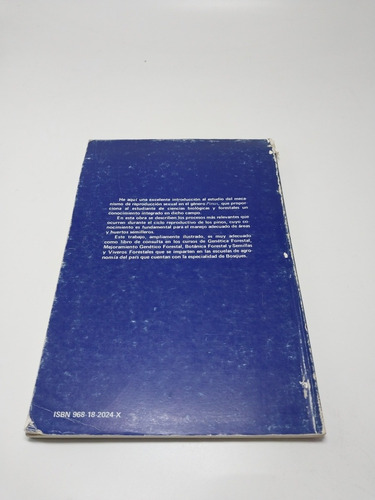 He aquí una excelente introducción al estudio del meca-
nismo de reproducción sexual en el género Pinus, que propor-
ciona al estudiante de ciencias biológicas y forestales un
conocimiento integrado en dicho campo.
En esta obra se describen los procesos más relevantes que
ocurren durante el ciclo reproductivo de los pinos, cuyo co-
nocimiento es fundamental para el manejo adecuado de áreas
y huertos semilleros.
Este trabajo, ampliamente ilustrado, es muy adecuado
como libro de consulta en los cursos de Genética Forestal,
Mejoramiento Genético Forestal, Botánica Forestal y Semillas
y Viveros Forestales que se imparten en las escuelas de agro-
nomía del país que cuentan con la especialidad de Bosques.
ISBN 968-18-2024-X